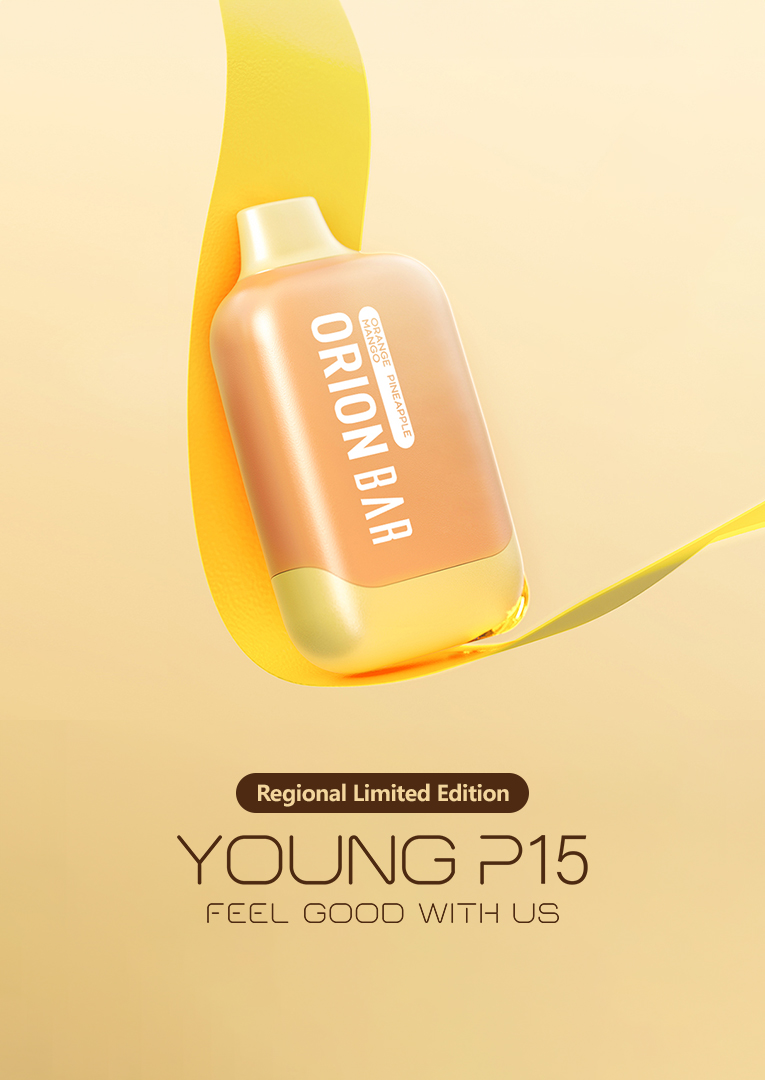 ORION BAR
ORANGE PINEAPPLE
MANGO
Regional Limited Edition
YOUNG P15
FEEL GOOD WITH US